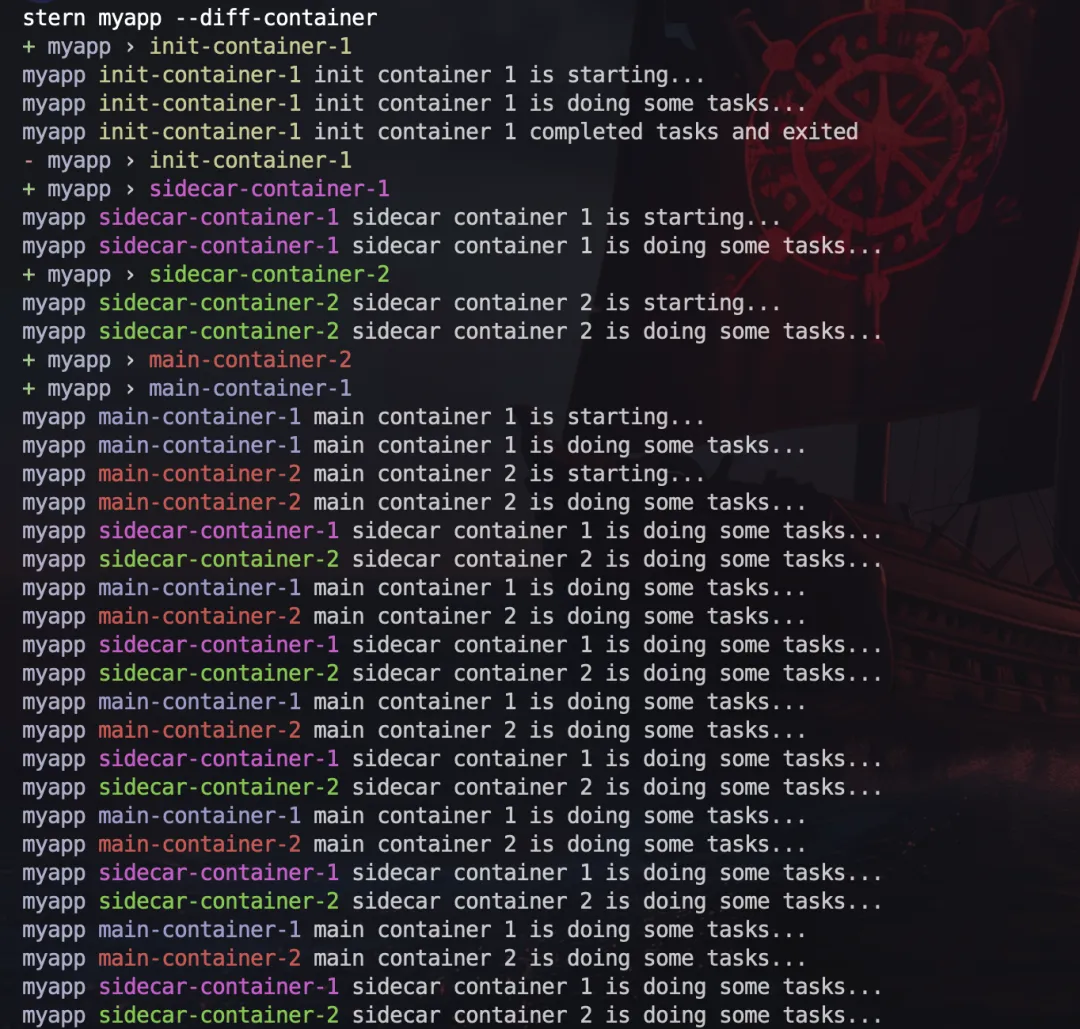 stern myapp --diff-container
+ myapp › init-container-1
myapp init-container-1 init container 1 is starting...
myapp init-container-1 init container 1 is doing some tasks...
myapp init-container-1 init container 1 completed tasks and exited
- myapp › init-container-1
+ myapp › sidecar-container-1
myapp sidecar-container-1 sidecar container 1 is starting...
myapp sidecar-container-1 sidecar container 1 is doing some tasks...
+ myapp › sidecar-container-2
myapp sidecar-container-2 sidecar container 2 is starting...
myapp sidecar-container-2 sidecar container 2 is doing some tasks...
+ myapp › main-container-2
+ myapp › main-container-1
myapp main-container-1 main container 1 is starting...
myapp main-container-1 main container 1 is doing some tasks...
myapp main-container-2 main container 2 is starting...
myapp main-container-2 main container 2 is doing some tasks...
myapp sidecar-container-1 sidecar container 1 is doing some tasks...
myapp sidecar-container-2 sidecar container 2 is doing some tasks...
myapp main-container-1 main container 1 is doing some tasks...
myapp main-container-2 main container 2 is doing some tasks...
myapp sidecar-container-1 sidecar container 1 is doing some tasks...
myapp sidecar-container-2 sidecar container 2 is doing some tasks...
myapp main-container-1 main container 1 is doing some tasks...
myapp main-container-2 main container 2 is doing some tasks...
myapp sidecar-container-1 sidecar container 1 is doing some tasks...
myapp sidecar-container-2 sidecar container 2 is doing some tasks...
myapp main-container-1 main container 1 is doing some tasks...
myapp main-container-2 main container 2 is doing some tasks...
myapp sidecar-container-1 sidecar container 1 is doing some tasks...
myapp sidecar-container-2 sidecar container 2 is doing some tasks...
myapp main-container-1 main container 1 is doing some tasks...
myapp main-container-2 main container 2 is doing some tasks...
myapp sidecar-container-1 sidecar container 1 is doing some tasks...
myapp sidecar-container-2 sidecar container 2 is doing some tasks...